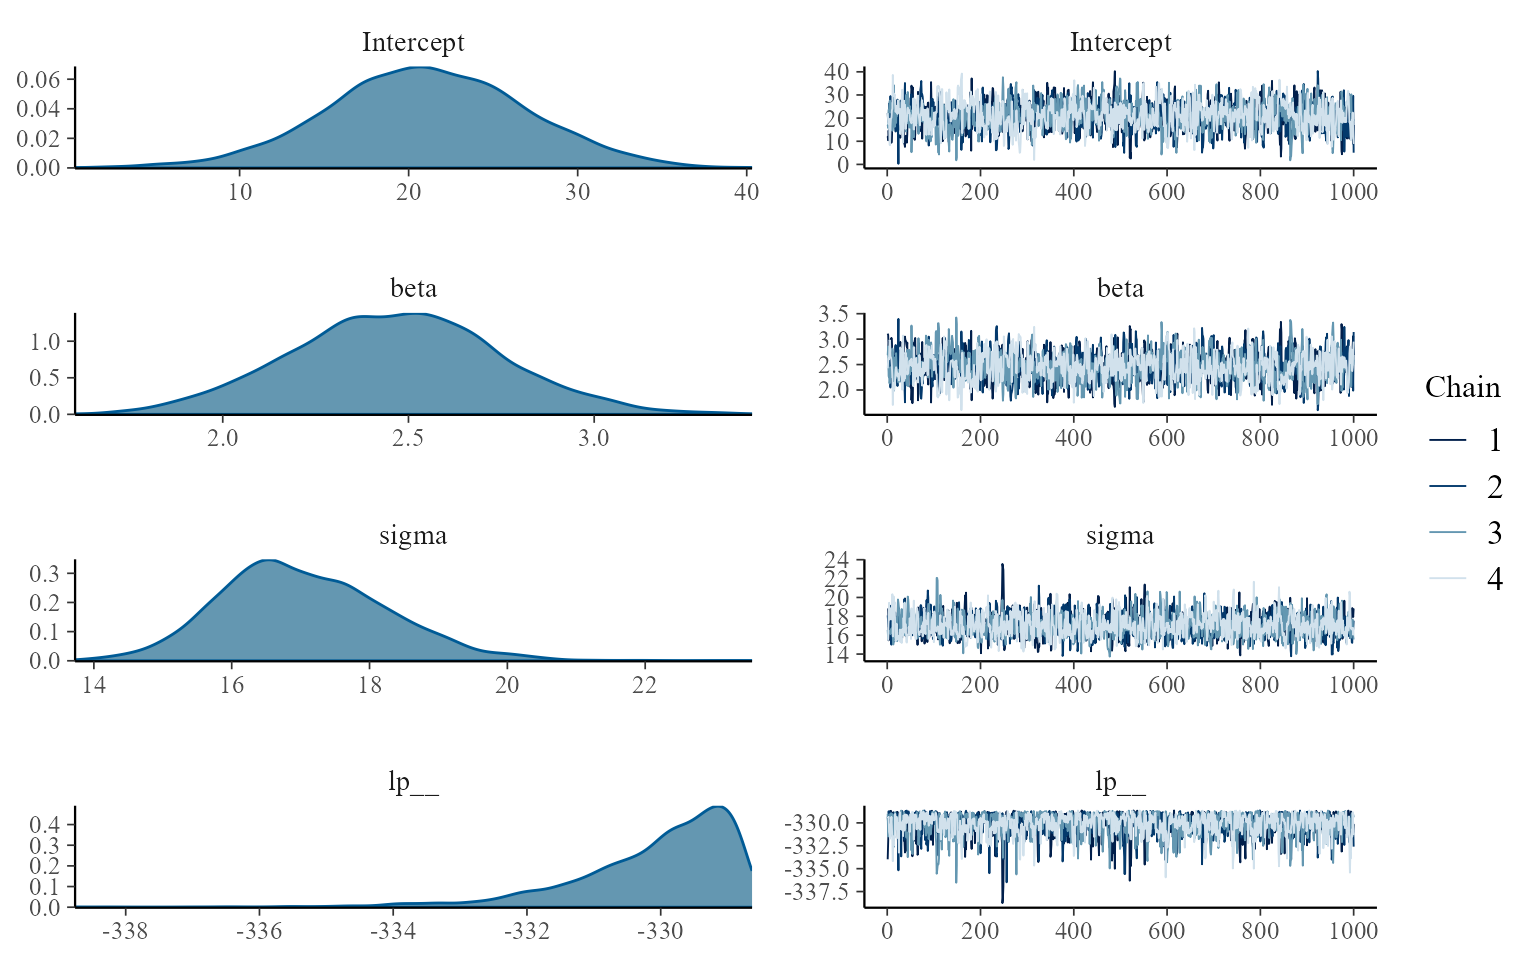 Intercept
0.06
0.04
0.02
0.00
10 20 30 40
Intercept
40
30
20
10
0
0 200 400 600 800 1000
beta
1.0
0.5
0.0
2.0 2.5 3.0
beta
3.5
3.0
2.5
2.0
0 200 400 600 800 1000
sigma
0.3
0.2
0.1
0.0
14 16 18 20 22
sigma
24
22
20
18
16
14
0 200 400 600 800 1000
lp__
0.4
0.3
0.2
0.1
0.0
-338 -336 -334 -332 -330
lp__
-330.0
-332.5
-335.0
-337.5
0 200 400 600 800 1000
Chain
1
2
3
4